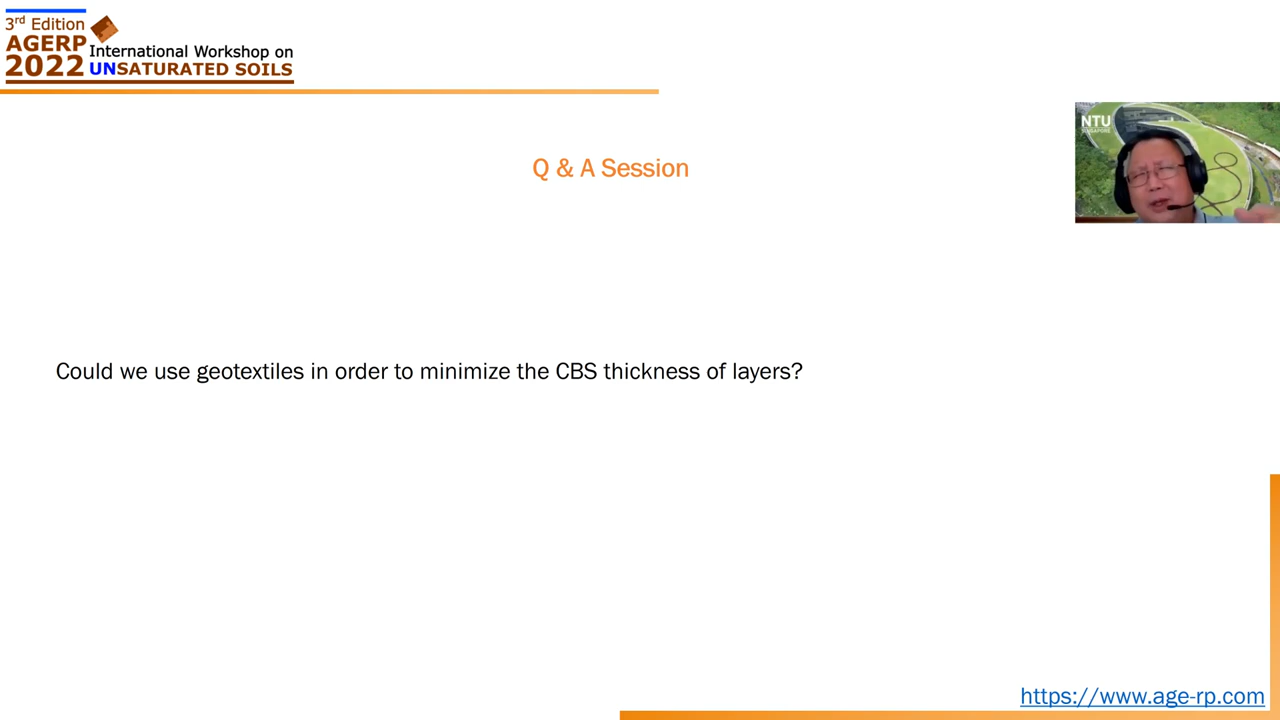 3rd Edition
AGERP
2022
International Workshop on
UNSATURATED SOILS
NTU
SINGAPORE
Q & A Session
Could we use geotextiles in order to minimize the CBS thickness of layers?
https://www.age-rp.com